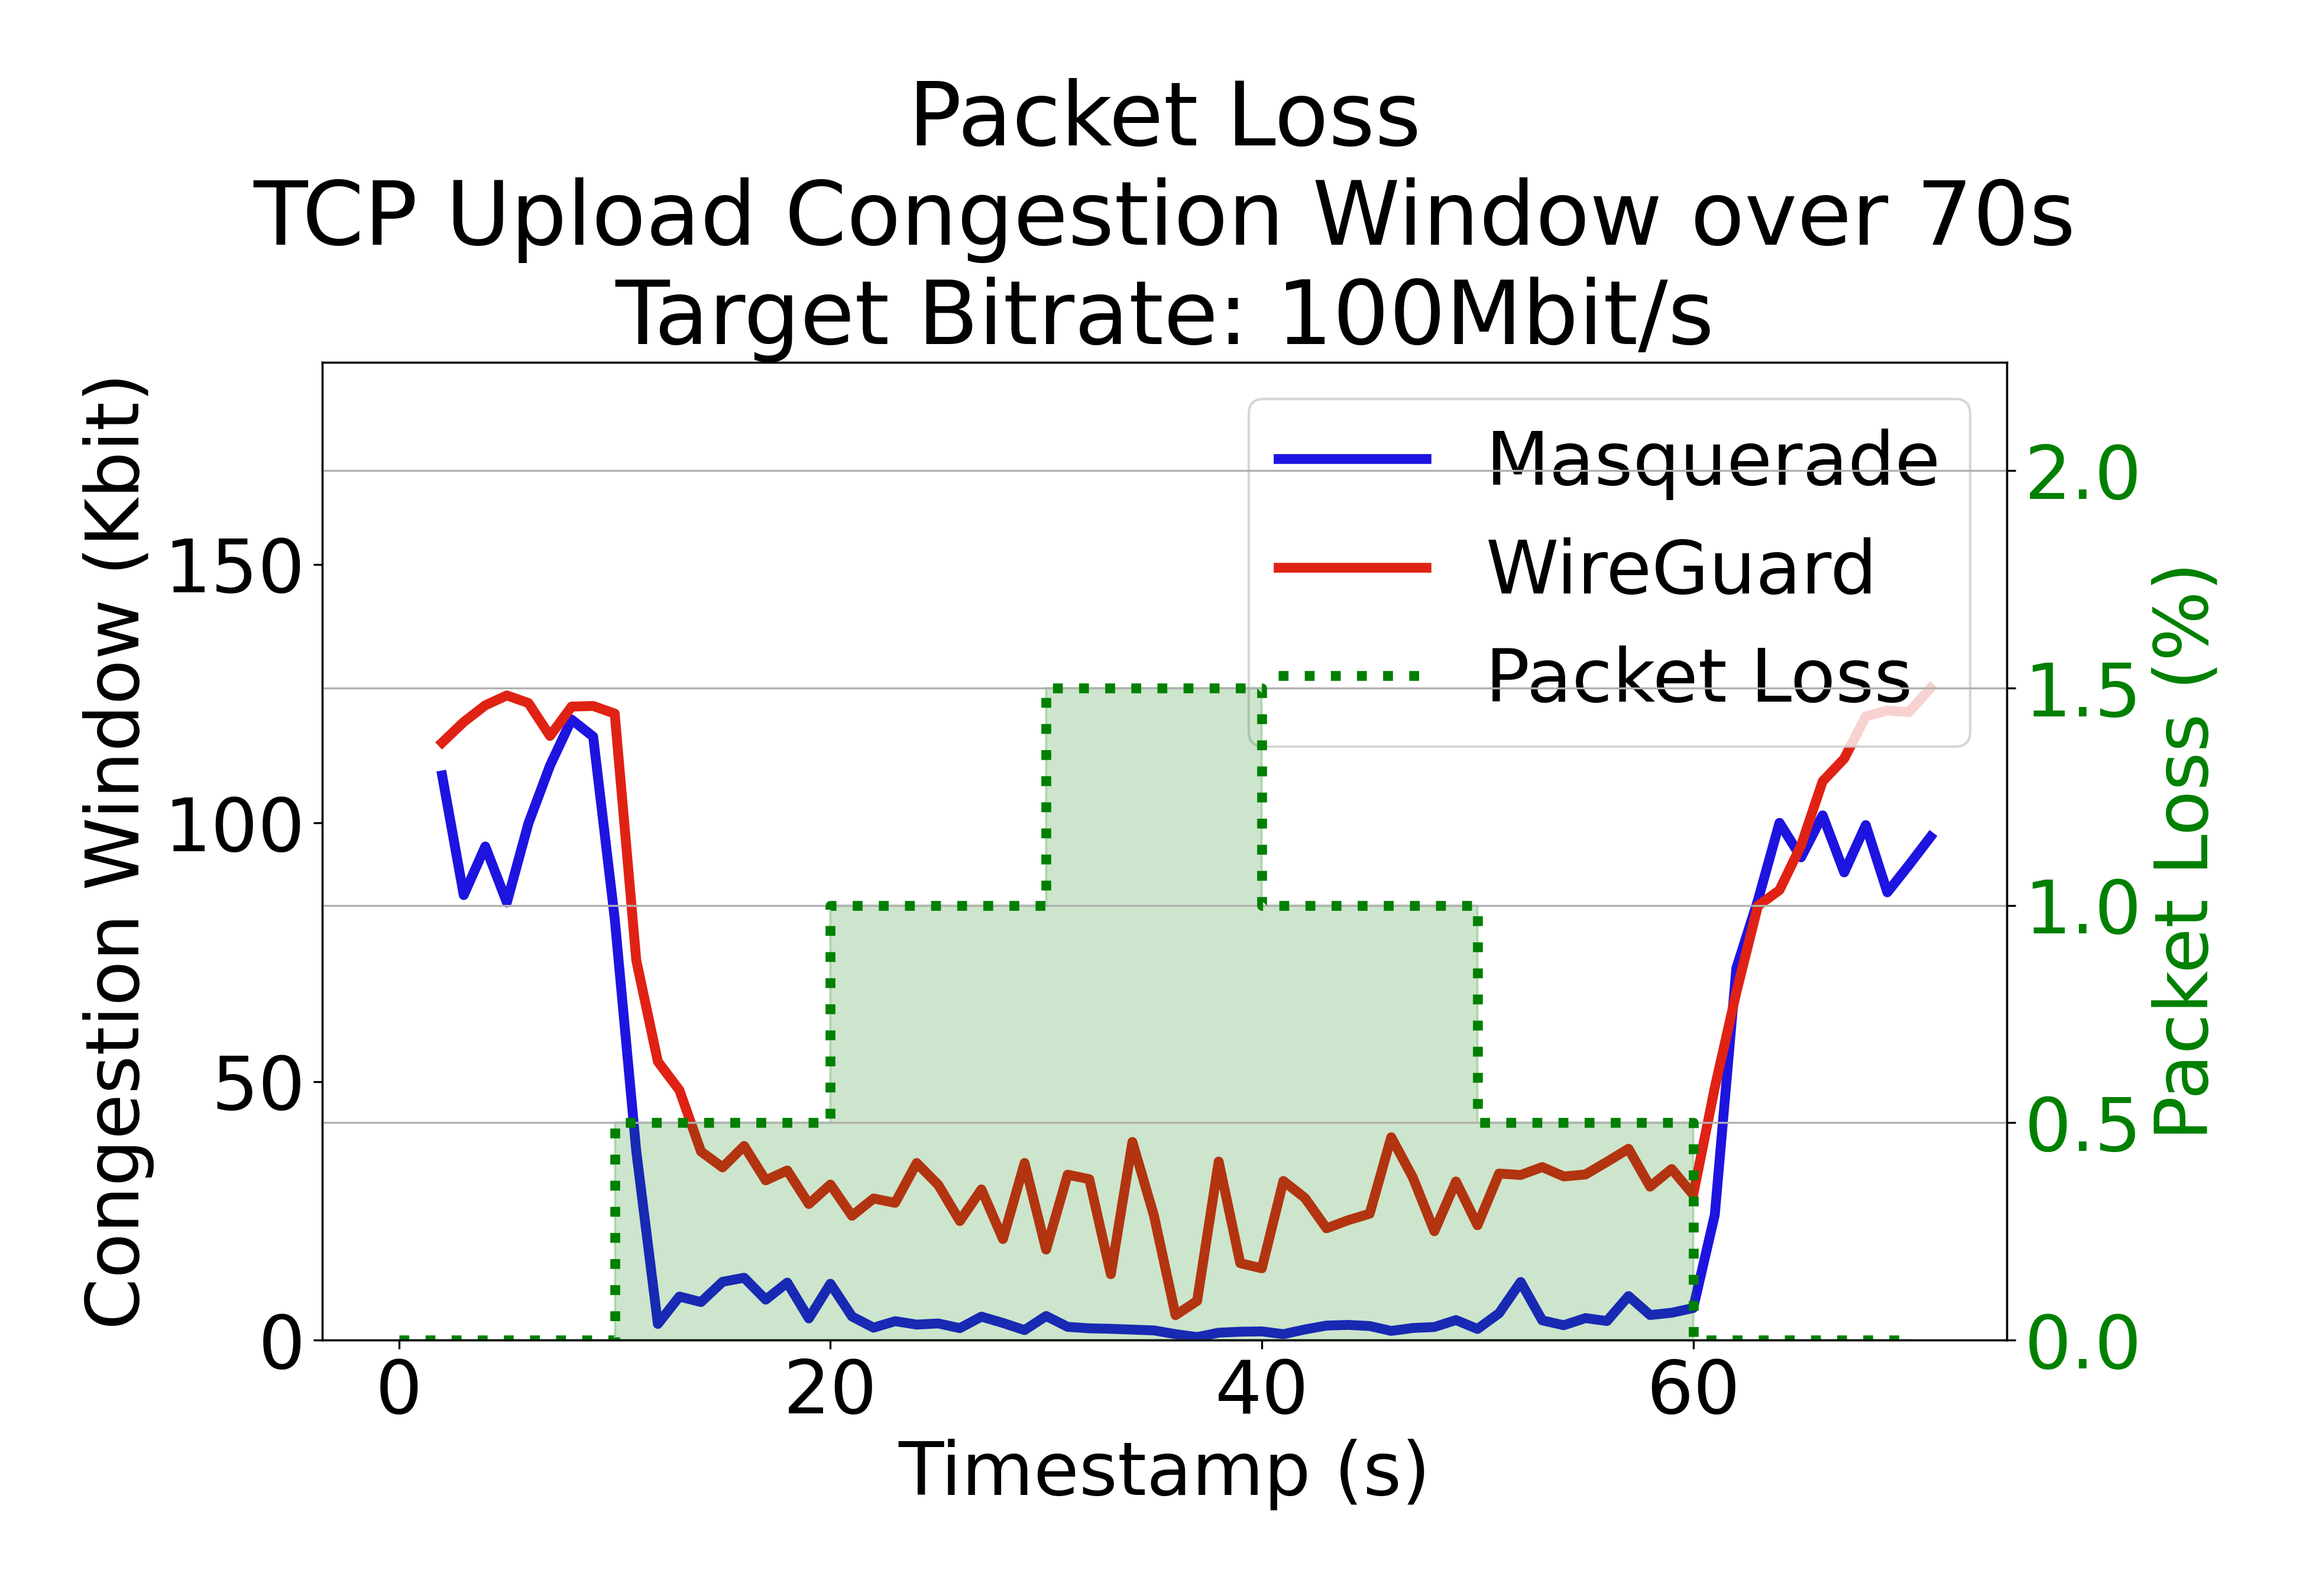 Packet Loss
TCP Upload Congestion Window over 70s
Target Bitrate: 100Mbit/s
Congestion Window (Kbit)
150
100
50
0
Masquerade
WireGuard
Packet Loss
2.0
1.5
1.0
0.5
0.0
Packet Loss (%)
0 20 40 60
Timestamp (s)